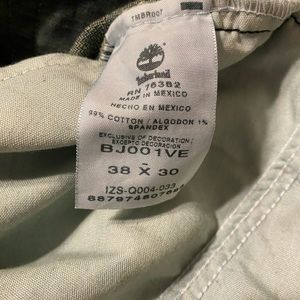 TMBR007
Timberland
RN 76382
MADE IN MEXICO
HECHO EN MEXICO
99% COTTON / ALGODON 1%
SPANDEX
EXCLUSIVE OF DECORATION /
EXCEPTO DECORACION
BJ001VE
-
38 X 30
IZS-Q004-033